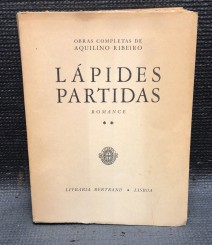 OBRAS COMPLETAS DE
AQUILINO RIBEIRO
LÁPIDES
PARTIDAS
ROMANCE
LIVRARIA BERTRAND • LISBOA